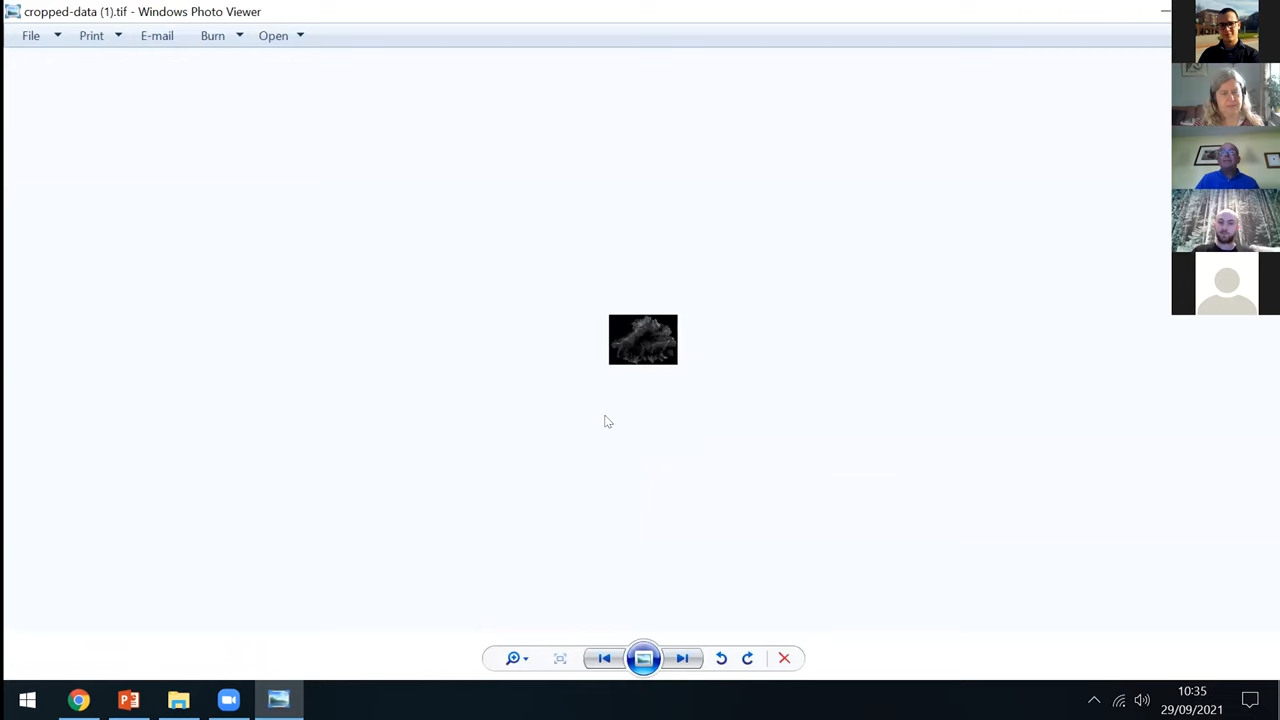 cropped-data (1).tif - Windows Photo Viewer
File Print E-mail Burn Open
10:35
29/09/2021